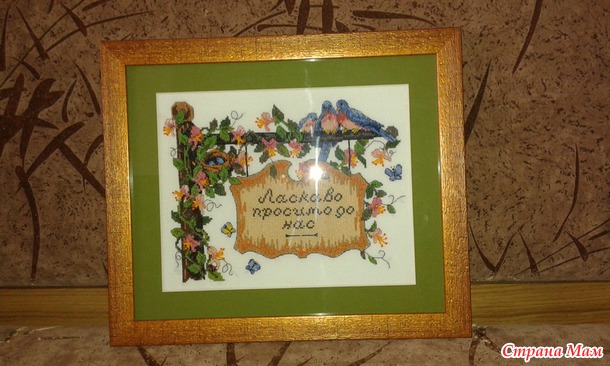 Ласкаво
просимо до
нас
Страна Мам